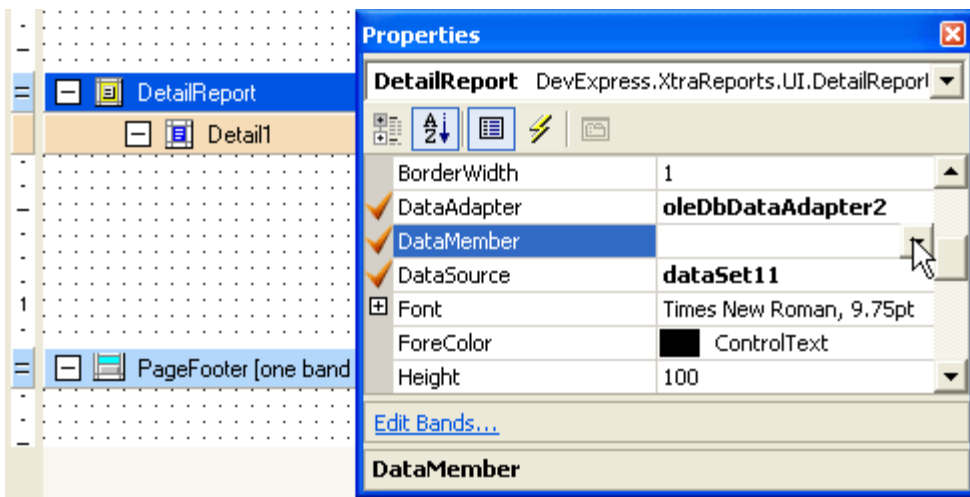 Properties
DetailReport DevExpress.XtraReports.UI.DetailReport
DetailReport
Detail1
BorderWidth 1
DataAdapter oleDbDataAdapter2
DataMember
DataSource dataSet11
1
Font Times New Roman, 9.75pt
ForeColor ControlText
PageFooter [one band
Height 100
Edit Bands...
DataMember